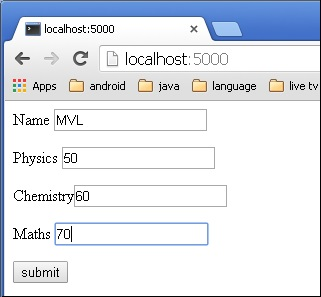 localhost:5000
localhost:5000
Apps android java language live tv
Name MVL
Physics 50
Chemistry 60
Maths 70
submit